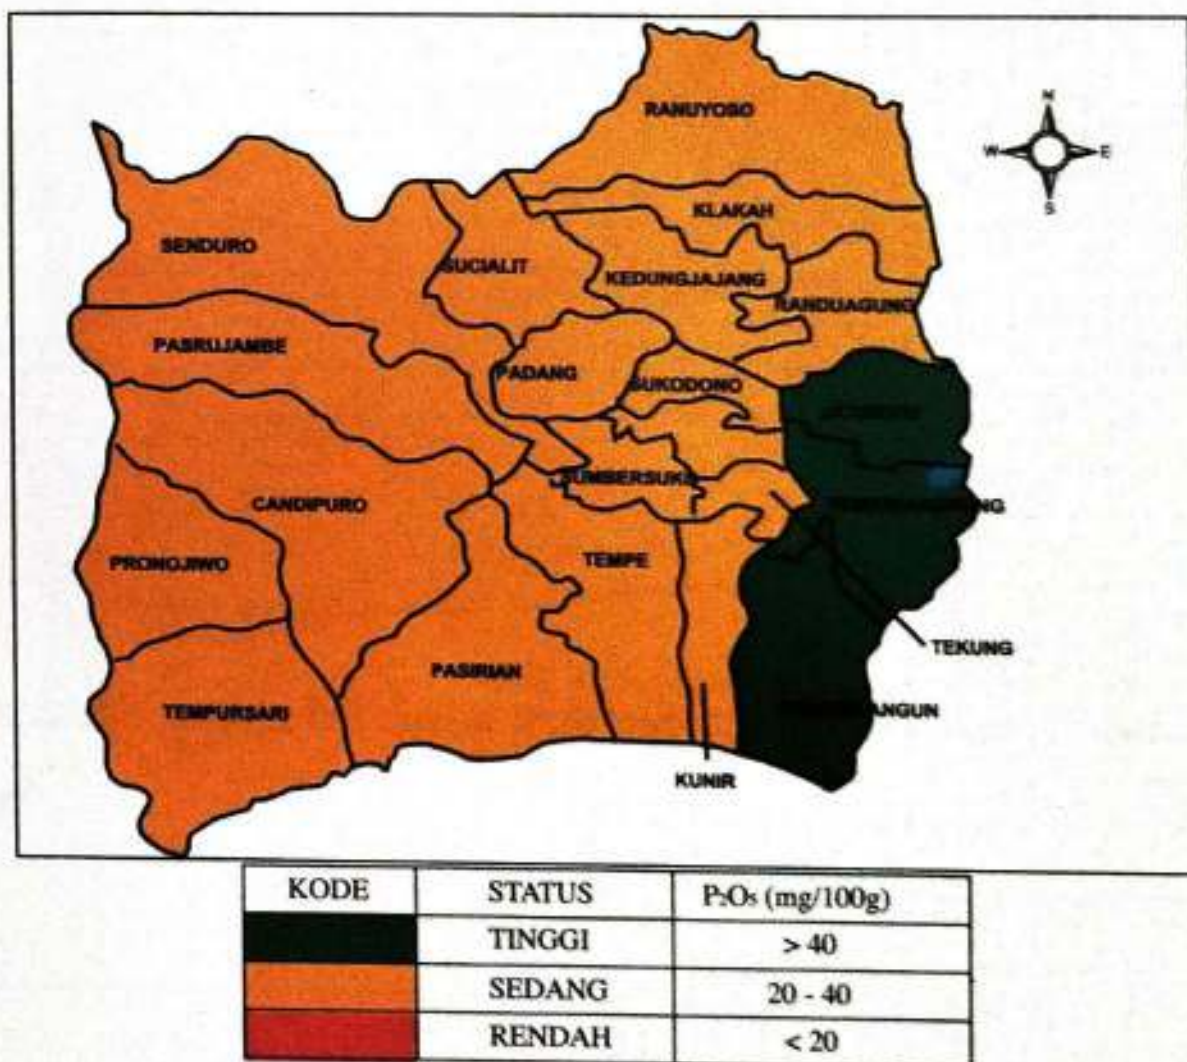 RANUYOSO
N
W E
S
KLAKAH
SENDURO
SUCIALIT
KEDUNGJAJANG
RANDUAGUNG
PASRUJAMBE
PADANG
SUKODONO
SUMBERSUKO
CANDIPURO
TEMPE
PRONOJIWO
TEKUNG
PASIRIAN
TEMPURSARI
KUNIR
KODE STATUS P₂O₅ (mg/100g)
TINGGI > 40
SEDANG 20 - 40
RENDAH < 20